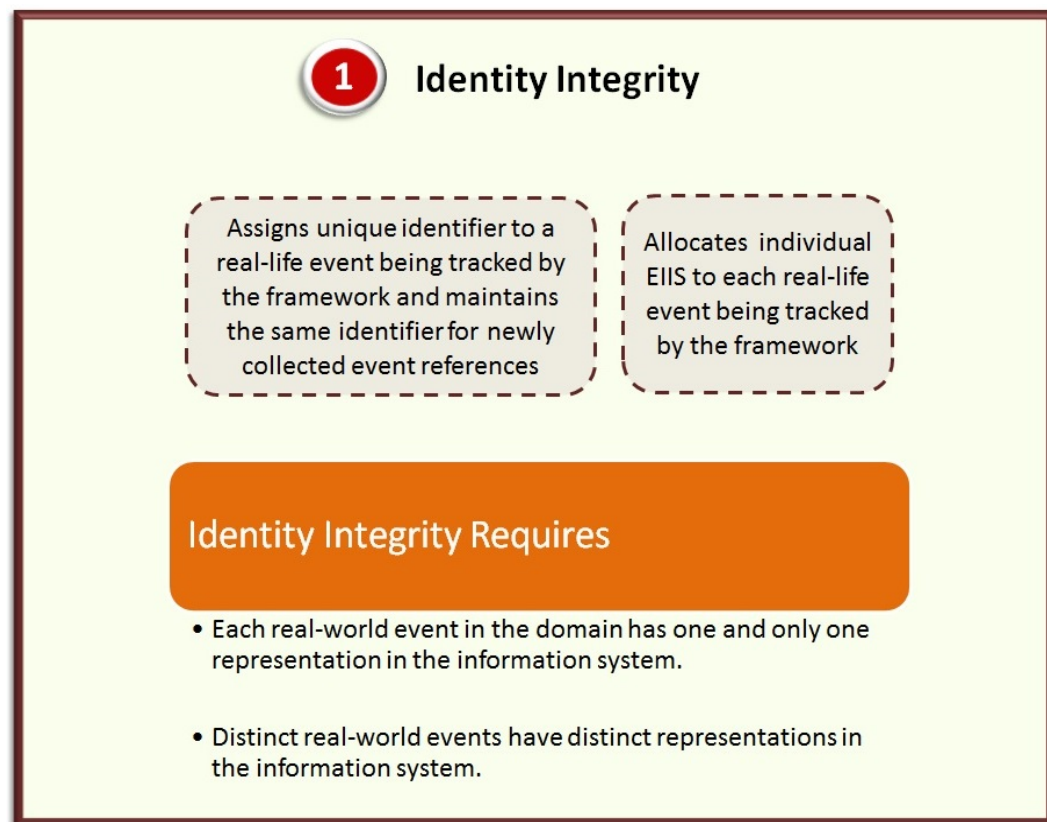 1 Identity Integrity
Assigns unique identifier to a
real-life event being tracked by
the framework and maintains
the same identifier for newly
collected event references
Allocates individual
EIIS to each real-life
event being tracked
by the framework
Identity Integrity Requires
• Each real-world event in the domain has one and only one
representation in the information system.
• Distinct real-world events have distinct representations in
the information system.